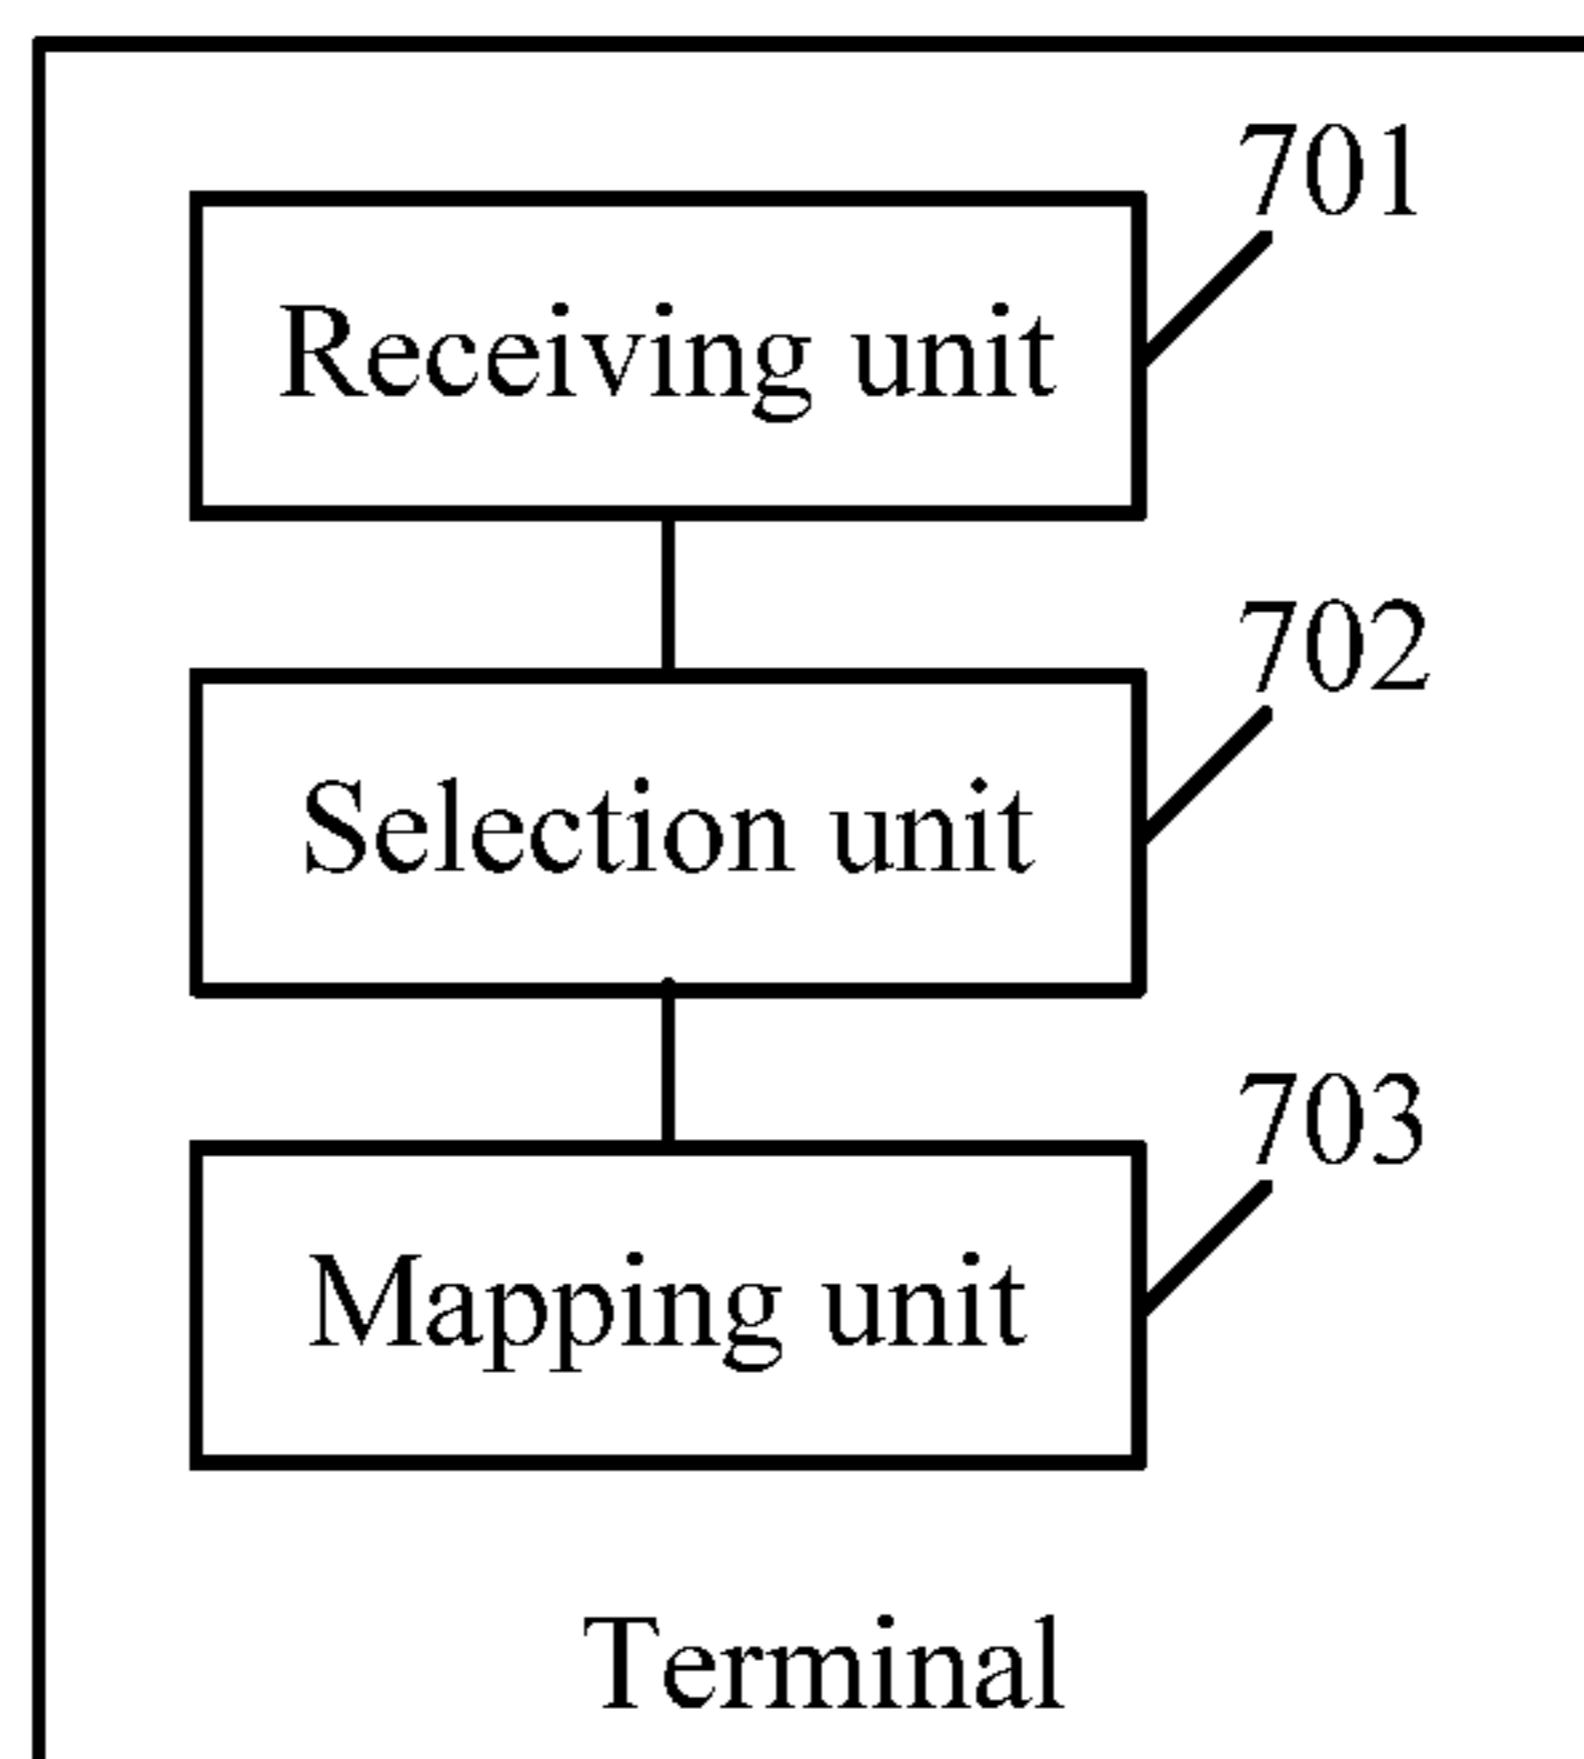 701
Receiving unit
702
Selection unit
703
Mapping unit
Terminal